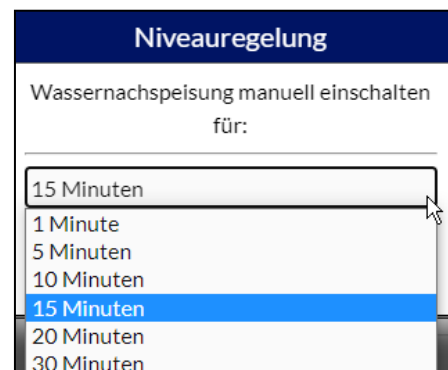 Niveauregelung
Wassernachspeisung manuell einschalten
für:
15 Minuten
1 Minute
5 Minuten
10 Minuten
15 Minuten
20 Minuten
30 Minuten